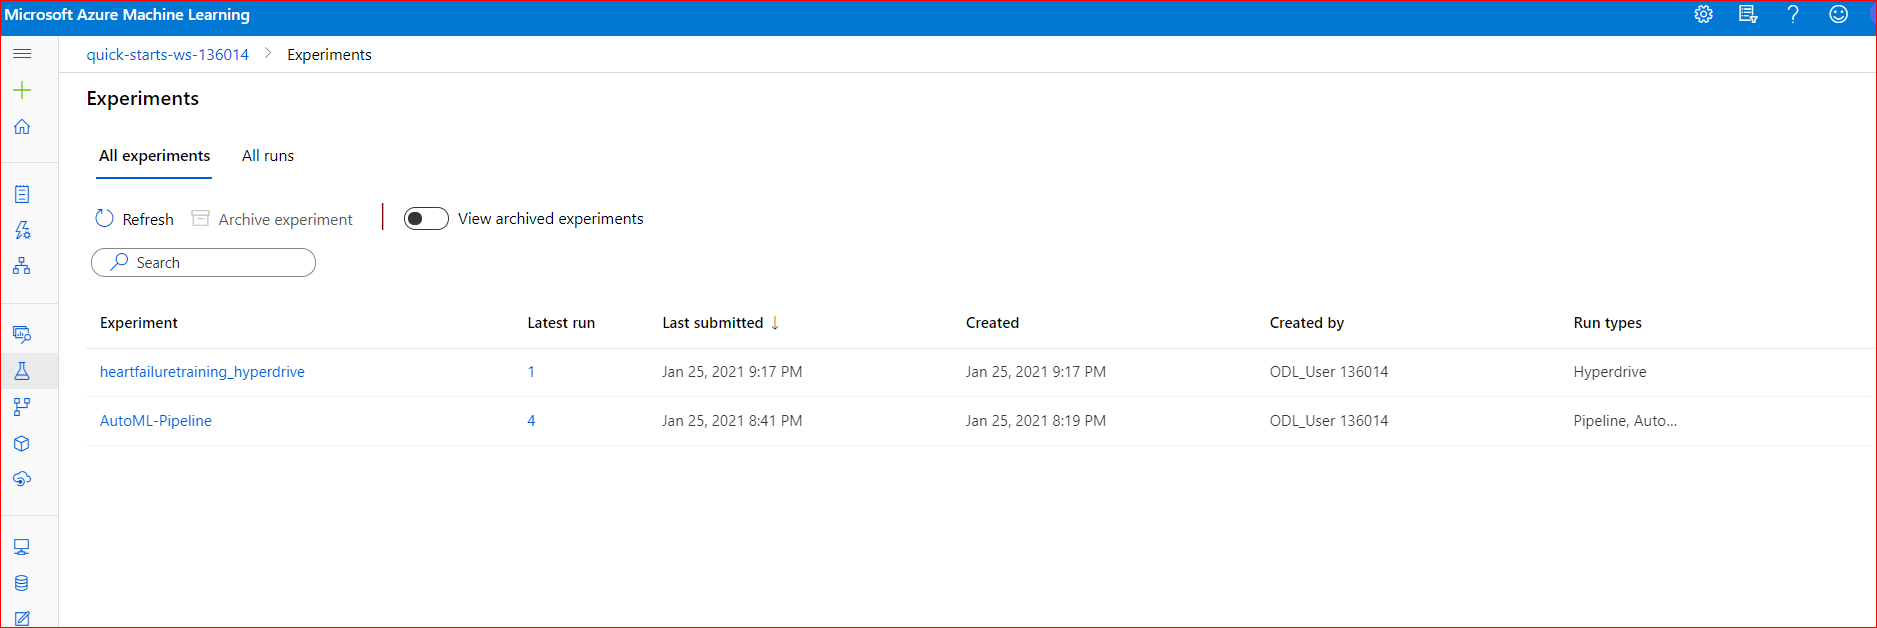 Microsoft Azure Machine Learning
quick-starts-ws-136014 > Experiments
Experiments
All experiments All runs
Refresh Archive experiment View archived experiments
Search
Experiment Latest run Last submitted ↓ Created Created by Run types
heartfailuretraining_hyperdrive 1 Jan 25, 2021 9:17 PM Jan 25, 2021 9:17 PM ODL_User 136014 Hyperdrive
AutoML-Pipeline 4 Jan 25, 2021 8:41 PM Jan 25, 2021 8:19 PM ODL_User 136014 Pipeline, Auto...